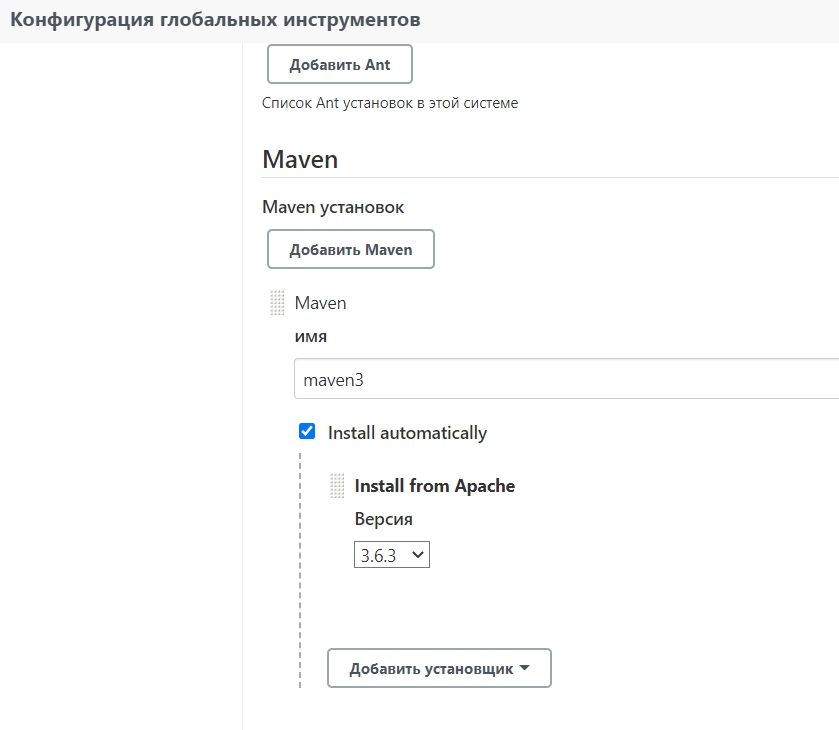 Конфигурация глобальных инструментов
Добавить Ant
Список Ant установок в этой системе
Maven
Maven установок
Добавить Maven
Maven
имя
maven3
Install automatically
Install from Apache
Версия
3.6.3
Добавить установщик